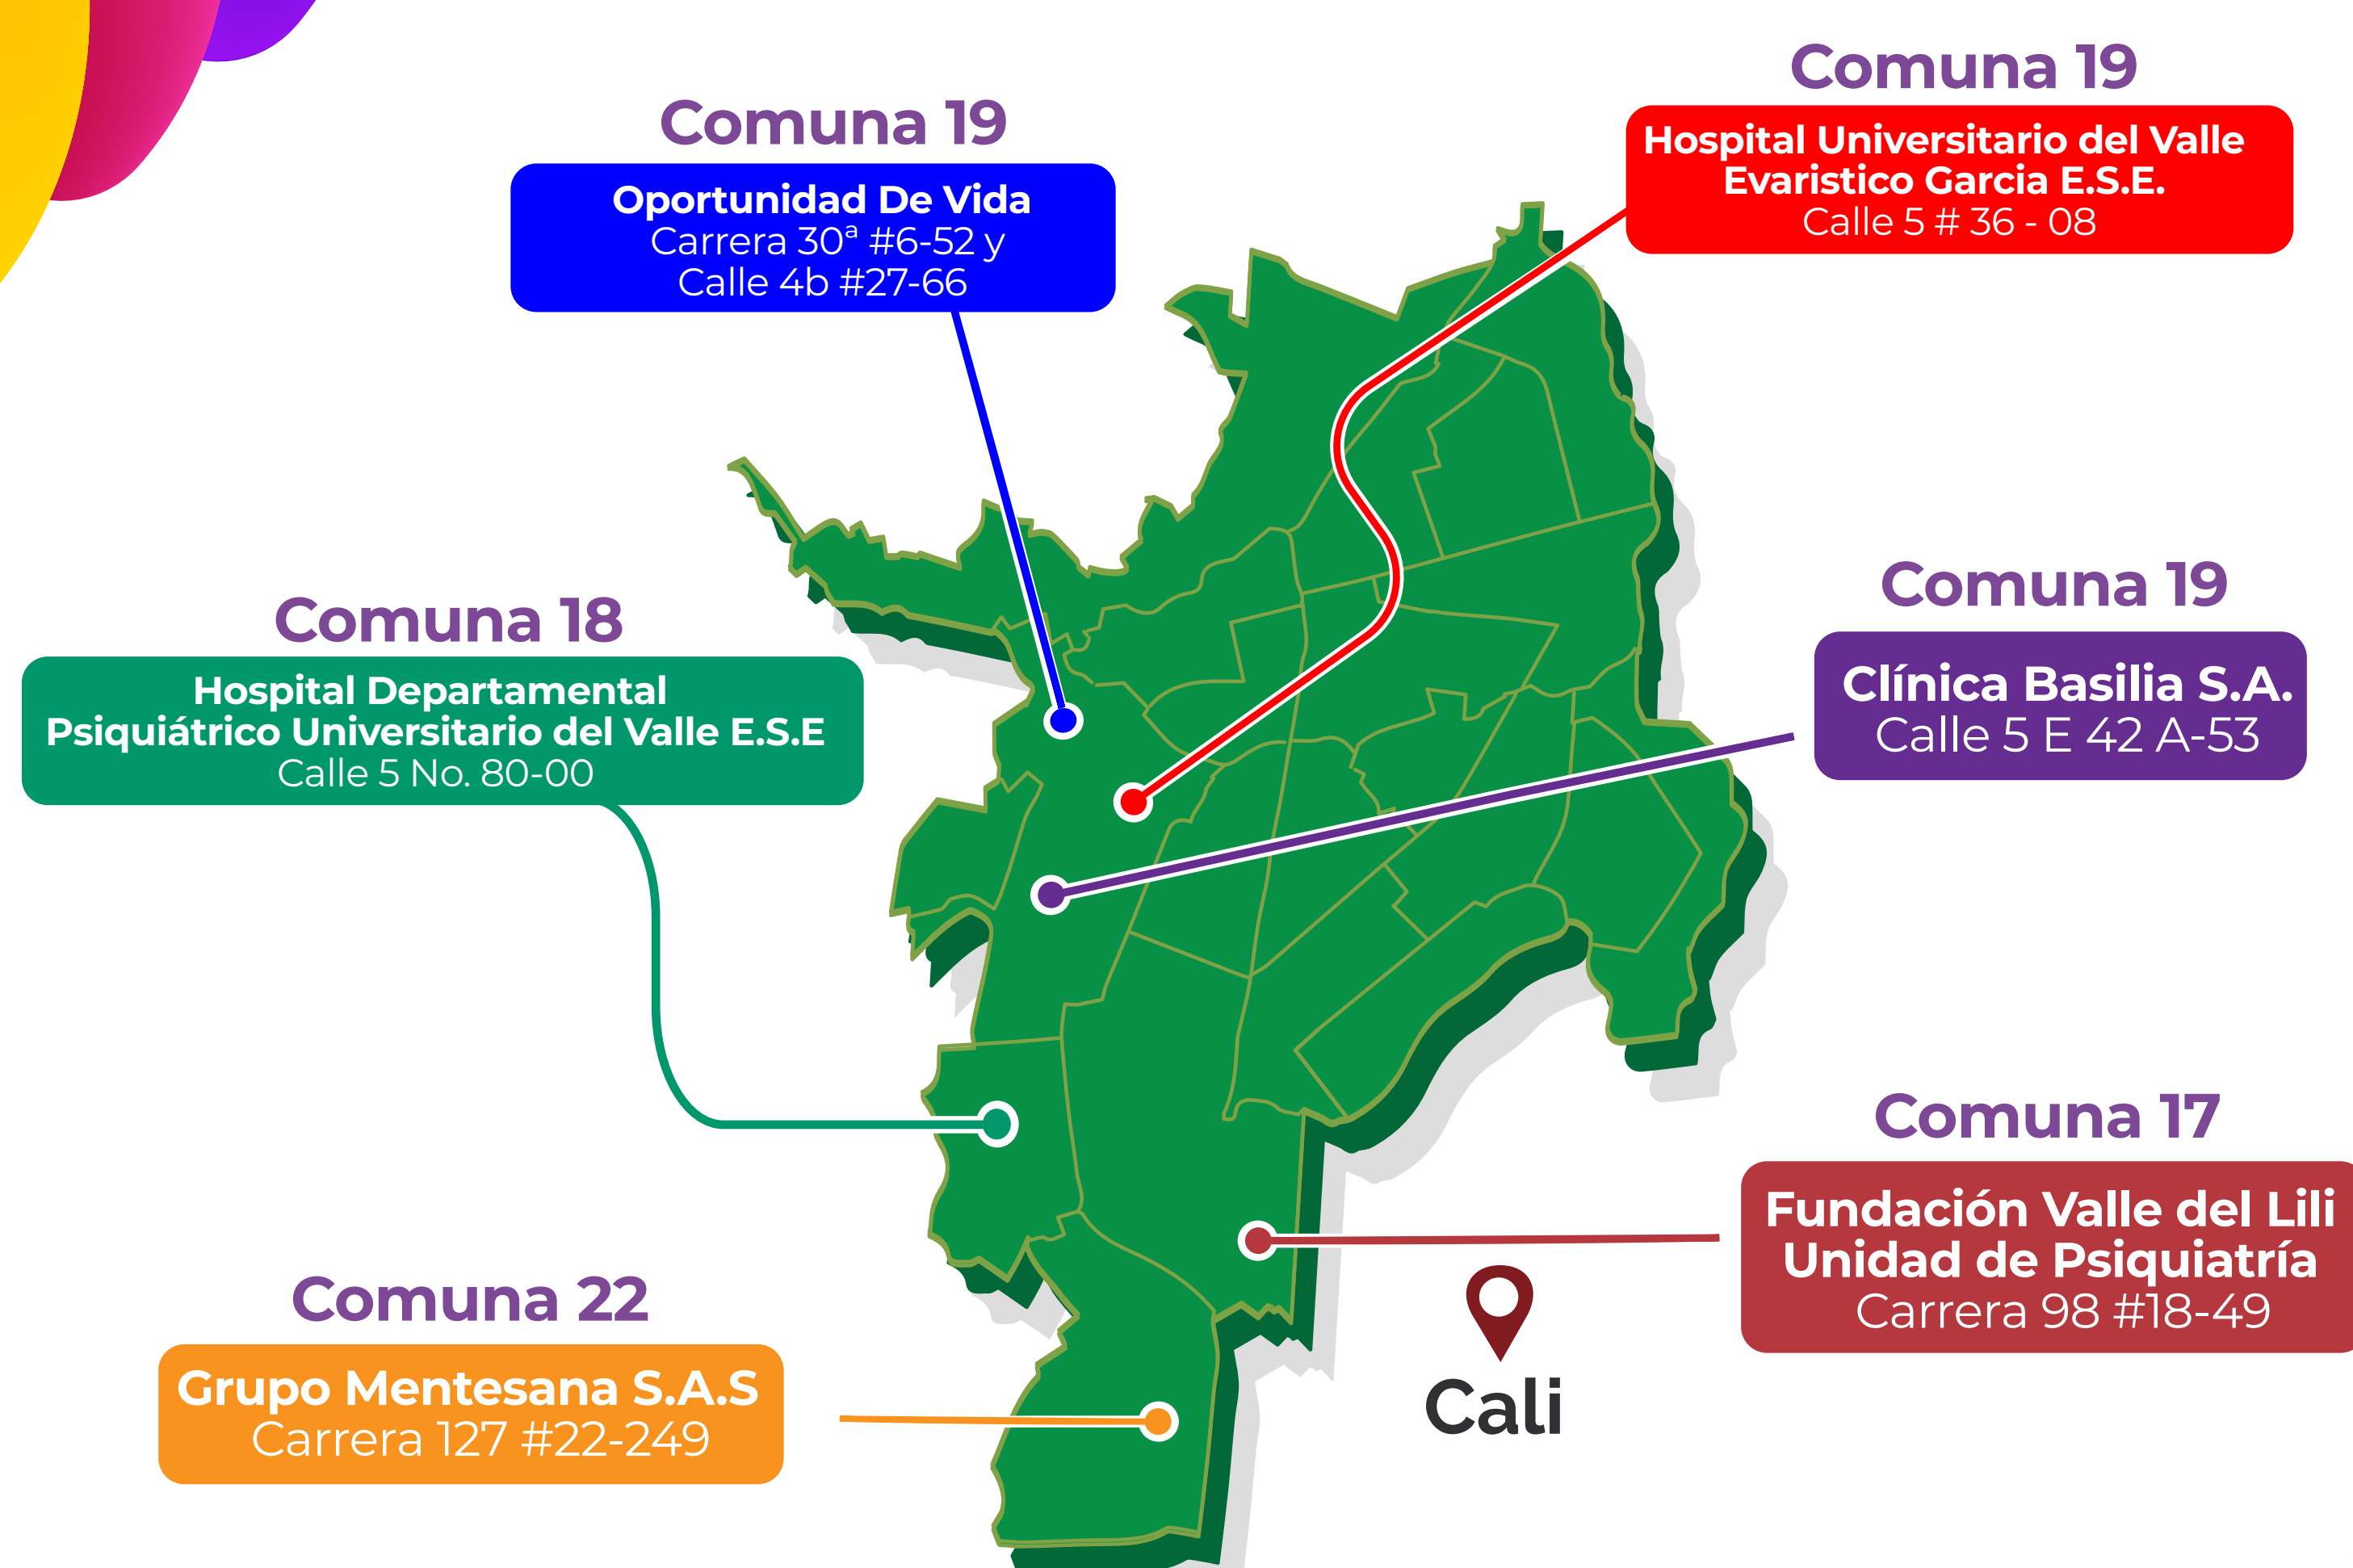 Comuna 19
Oportunidad De Vida
Carrera 30ª #6-52 y
Calle 4b #27-66
Comuna 19
Hospital Universitario del Valle
Evaristico Garcia E.S.E.
Calle 5 # 36 - 08
Comuna 18
Hospital Departamental
Psiquiátrico Universitario del Valle E.S.E
Calle 5 No. 80-00
Comuna 19
Clínica Basilia S.A.
Calle 5 E 42 A-53
Comuna 17
Fundación Valle del Lili
Unidad de Psiquiatría
Carrera 98 #18-49
Comuna 22
Grupo Mentesana S.A.S
Carrera 127 #22-249
Cali